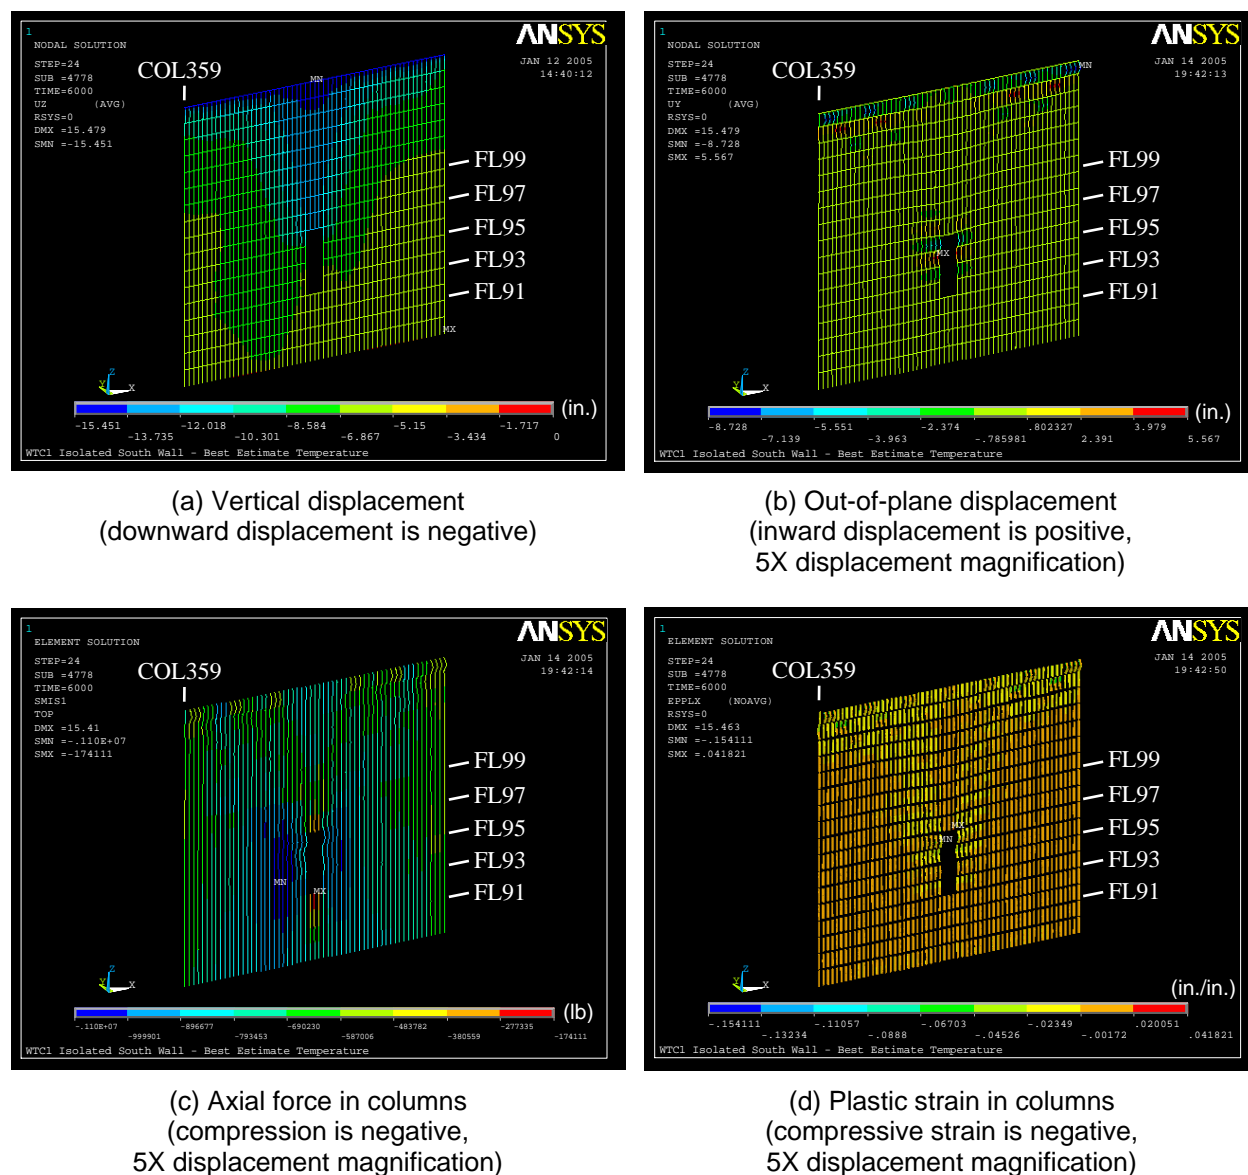 1
ANSYS
NODAL SOLUTION
JAN 12 2005
14:40:12
STEP=24
SUB =4778
TIME=6000
UZ (AVG)
RSYS=0
DMX=15.479
SMN =-15.451
COL359
MN
FL99
FL97
FL95
FL93
FL91
MX
Z
Y
X
(in.)
-15.451 -12.018 -8.584 -5.15 -1.717
-13.735 -10.301 -6.867 -3.434 0
WTC1 Isolated South Wall - Best Estimate Temperature
(a) Vertical displacement
(downward displacement is negative)
1
ANSYS
NODAL SOLUTION
JAN 14 2005
19:42:13
STEP=24
SUB =4778
TIME=6000
UY (AVG)
RSYS=0
DMX=15.479
SMN =-8.728
SMX =5.567
COL359
MN
FL99
FL97
FL95
FL93
FL91
MX
Z
Y
X
(in.)
-8.728 -5.551 -2.374 .802327 3.979
-7.139 -3.963 -.785981 2.391 5.567
WTC1 Isolated South Wall - Best Estimate Temperature
(b) Out-of-plane displacement
(inward displacement is positive,
5X displacement magnification)
1
ANSYS
ELEMENT SOLUTION
JAN 14 2005
19:42:14
STEP=24
SUB =4778
TIME=6000
SMIS1
TOP
DMX=15.41
SMN =-.110E+07
SMX =-174111
COL359
FL99
FL97
FL95
FL93
FL91
MN
MX
Z
Y
X
(lb)
-.110E+07 -896677 -690230 -483782 -277335
-999901 -793453 -587006 -380559 -174111
WTC1 Isolated South Wall - Best Estimate Temperature
(c) Axial force in columns
(compression is negative,
5X displacement magnification)
1
ANSYS
ELEMENT SOLUTION
JAN 14 2005
19:42:50
STEP=24
SUB =4778
TIME=6000
EPPLX (NOAVG)
RSYS=0
DMX=15.463
SMN =-.154111
SMX =.041821
COL359
FL99
FL97
FL95
FL93
FL91
MX
MN
Z
Y
X
(in./in.)
-.154111 -.11057 -.06703 -.02349 .020051
-.13234 -.0888 -.04526 -.00172 .041821
WTC1 Isolated South Wall - Best Estimate Temperature
(d) Plastic strain in columns
(compressive strain is negative,
5X displacement magnification)